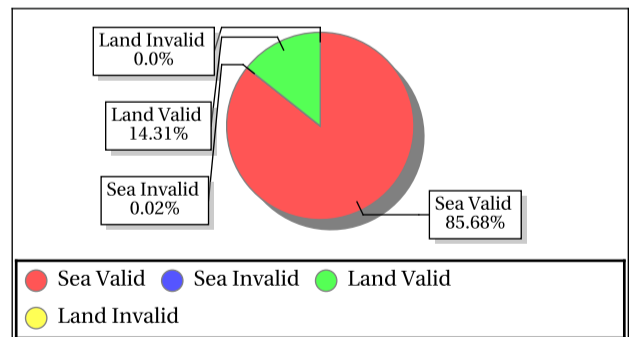 Land Invalid
0.0%
Land Valid
14.31%
Sea Invalid
0.02%
Sea Valid
85.68%
Sea Valid Sea Invalid Land Valid
Land Invalid